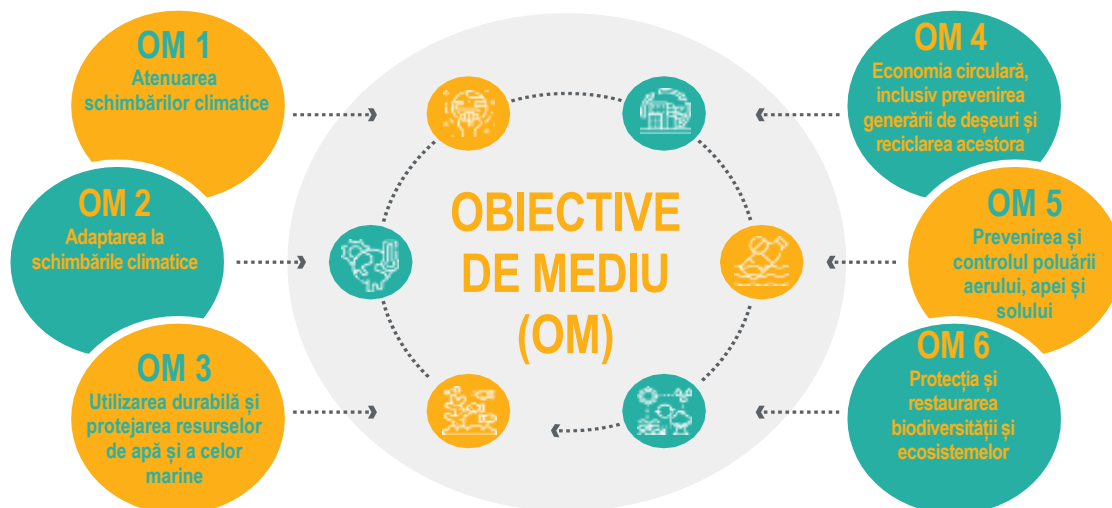 OM 1
Atenuarea
schimbărilor climatice
OM 2
Adaptarea la
schimbările climatice
OM 3
Utilizarea durabilă și
protejarea resurselor
de apă și a celor
marine
OBIECTIVE
DE MEDIU
(OM)
OM 4
Economia circulară,
inclusiv prevenirea
generării de deșeuri și
reciclarea acestora
OM 5
Prevenirea și
controlul poluării
aerului, apei și
solului
OM 6
Protecția și
restaurarea
biodiversității și
ecosistemelor